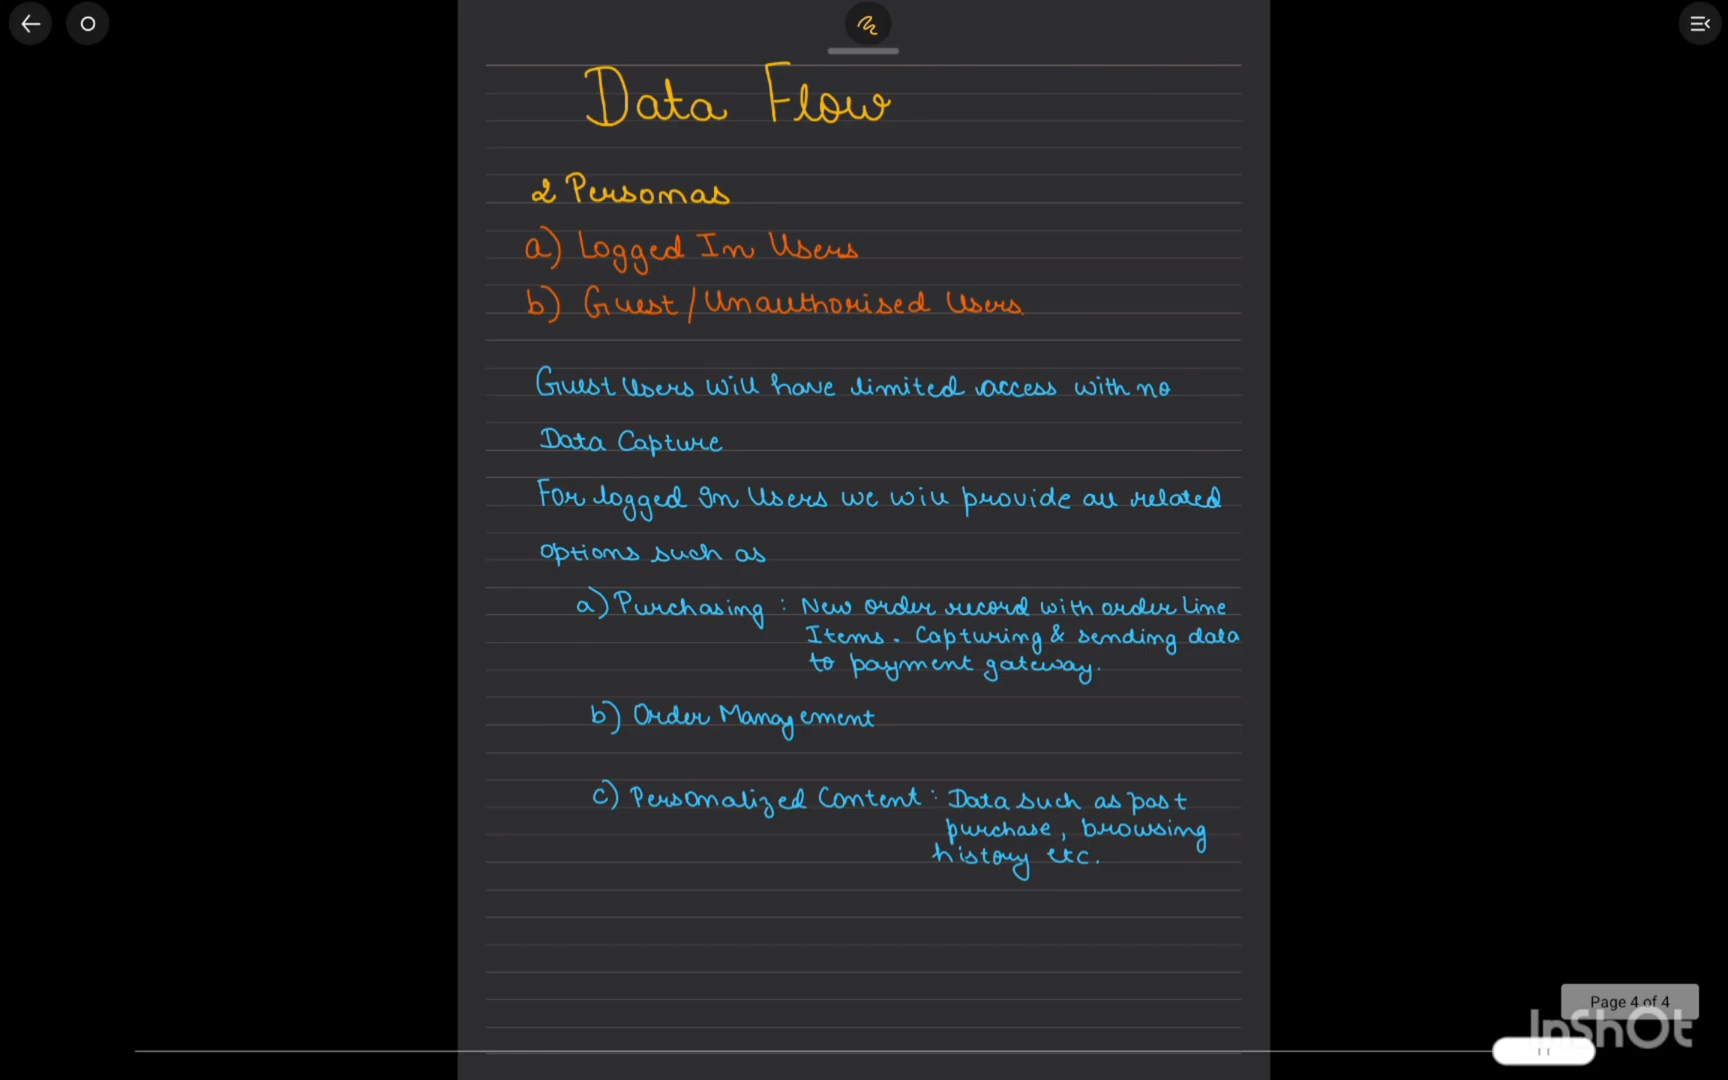 Data Flow
2 Personas
a) Logged In Users
b) Guest/Unauthorised Users
Guest Users will have limited access with no
Data Capture
For logged In Users we will provide all related
options such as
a) Purchasing : New order record with order Line
Items. Capturing & sending data
to payment gateway.
b) Order Management
c) Personalized Content : Data such as past
purchase, browsing
history etc.
Page 4 of 4
InShOt